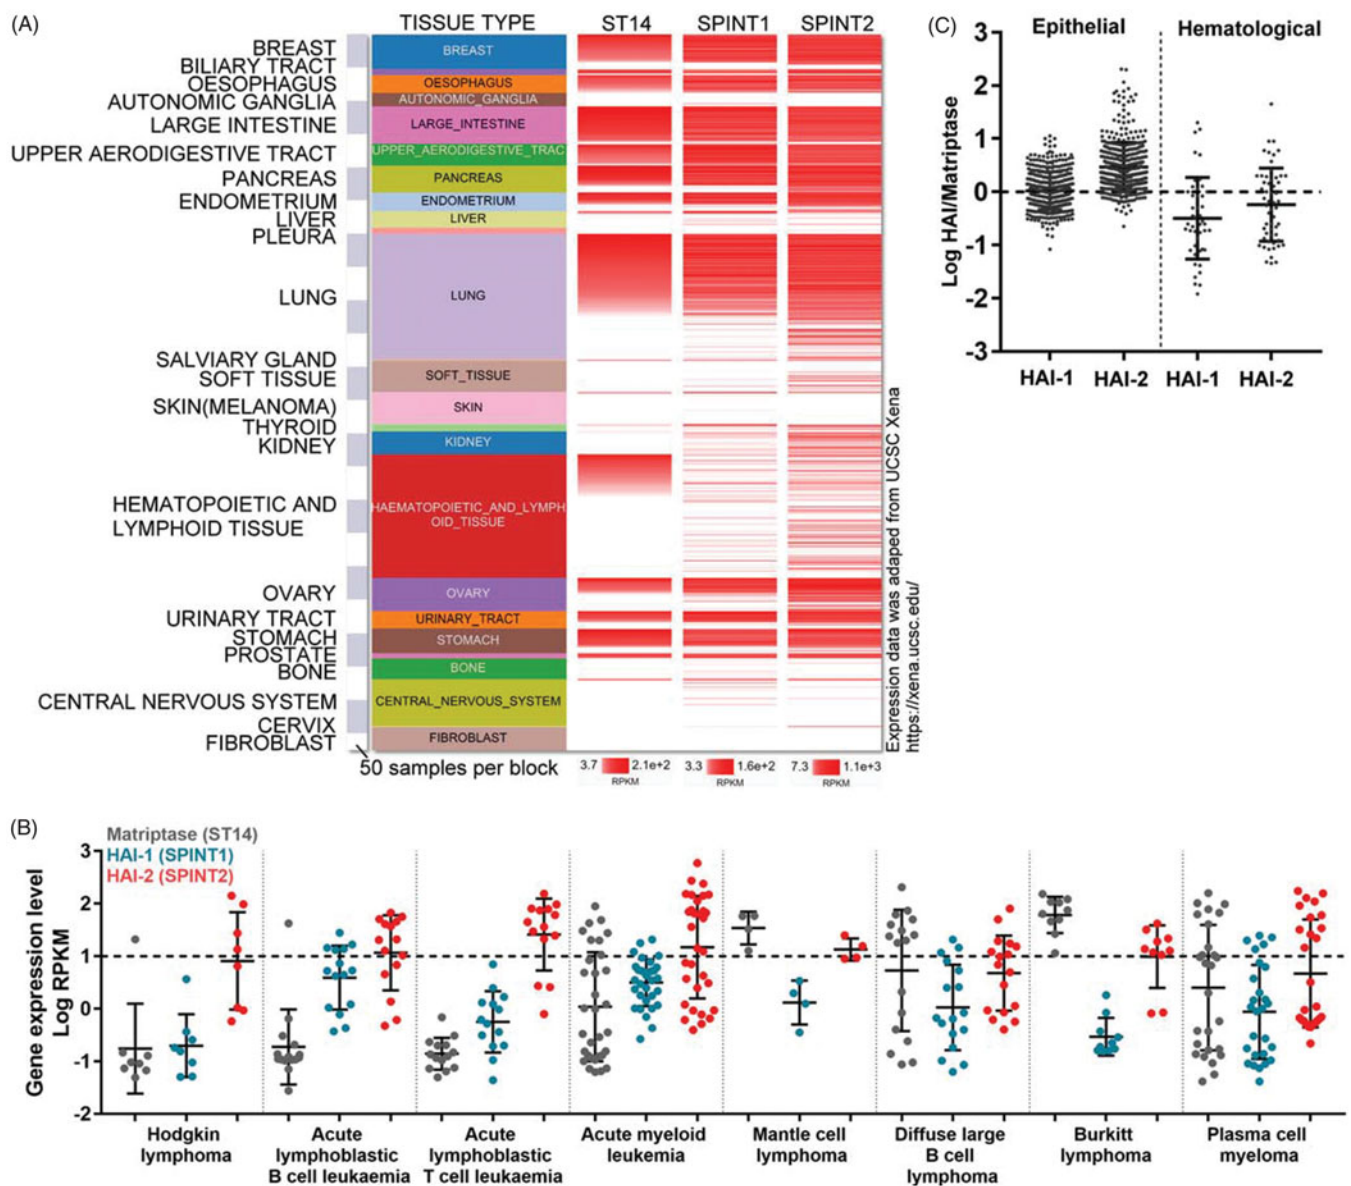 (A)
TISSUE TYPE ST14 SPINT1 SPINT2
BREAST
BILIARY TRACT
OESOPHAGUS
AUTONOMIC GANGLIA
LARGE INTESTINE
UPPER AERODIGESTIVE TRACT
PANCREAS
ENDOMETRIUM
LIVER
PLEURA
LUNG
SALVIARY GLAND
SOFT TISSUE
SKIN(MELANOMA)
THYROID
KIDNEY
HEMATOPOIETIC AND
LYMPHOID TISSUE
OVARY
URINARY TRACT
STOMACH
PROSTATE
BONE
CENTRAL NERVOUS SYSTEM
CERVIX
FIBROBLAST
BREAST
OESOPHAGUS
AUTONOMIC_GANGLIA
LARGE_INTESTINE
UPPER_AERODIGESTIVE_TRAC
PANCREAS
ENDOMETRIUM
LIVER
LUNG
SOFT_TISSUE
SKIN
KIDNEY
HAEMATOPOIETIC_AND_LYMPH
OID_TISSUE
OVARY
URINARY_TRACT
STOMACH
BONE
CENTRAL_NERVOUS_SYSTEM
FIBROBLAST
50 samples per block
3.7 2.1e+2
RPKM
3.3 1.6e+2
RPKM
7.3 1.1e+3
RPKM
Expression data was adaped from UCSC Xena
https://xena.ucsc.edu/
(C)
Epithelial Hematological
Log HAI/Matriptase
3
2
1
0
-1
-2
-3
HAI-1 HAI-2 HAI-1 HAI-2
(B)
Matriptase (ST14)
HAI-1 (SPINT1)
HAI-2 (SPINT2)
Gene expression level
Log RPKM
3
2
1
0
-1
-2
Hodgkin
lymphoma
Acute
lymphoblastic
B cell leukaemia
Acute
lymphoblastic
T cell leukaemia
Acute myeloid
leukemia
Mantle cell
lymphoma
Diffuse large
B cell
lymphoma
Burkitt
lymphoma
Plasma cell
myeloma